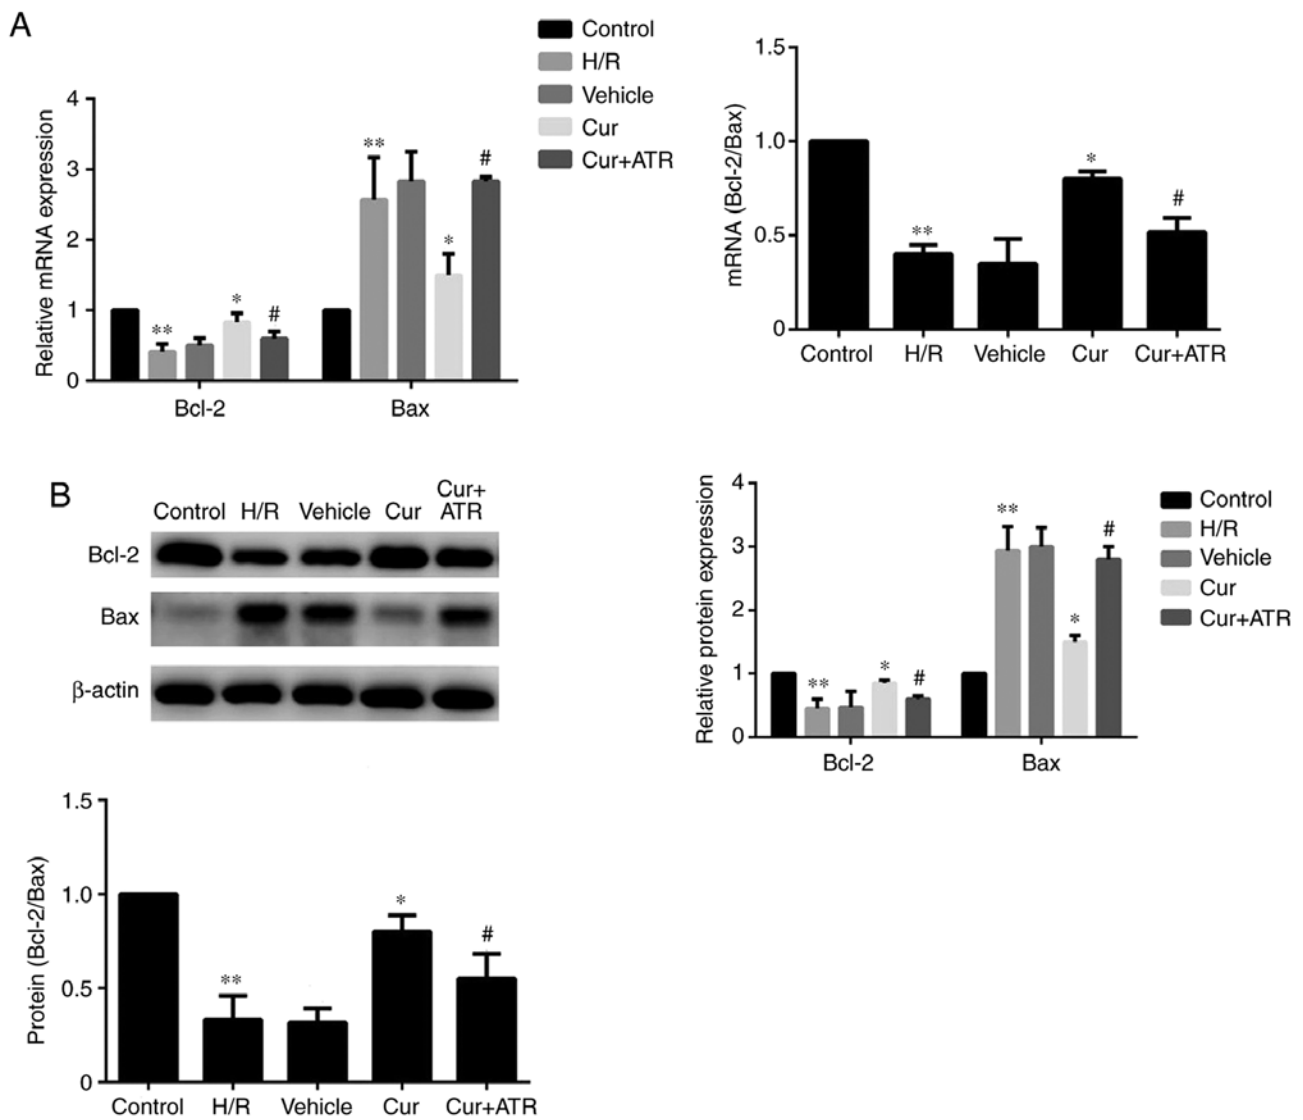 A
Control
H/R
Vehicle
Cur
Cur+ATR
Relative mRNA expression
4
3
2
1
0
**
*
#
**
*
#
Bcl-2 Bax
mRNA (Bcl-2/Bax)
1.5
1.0
0.5
0
**
*
#
Control H/R Vehicle Cur Cur+ATR
B
Control H/R Vehicle Cur Cur+
ATR
Bcl-2
Bax
β-actin
Relative protein expression
4
3
2
1
0
**
*
#
**
*
#
Bcl-2 Bax
Control
H/R
Vehicle
Cur
Cur+ATR
Protein (Bcl-2/Bax)
1.5
1.0
0.5
0
**
*
#
Control H/R Vehicle Cur Cur+ATR